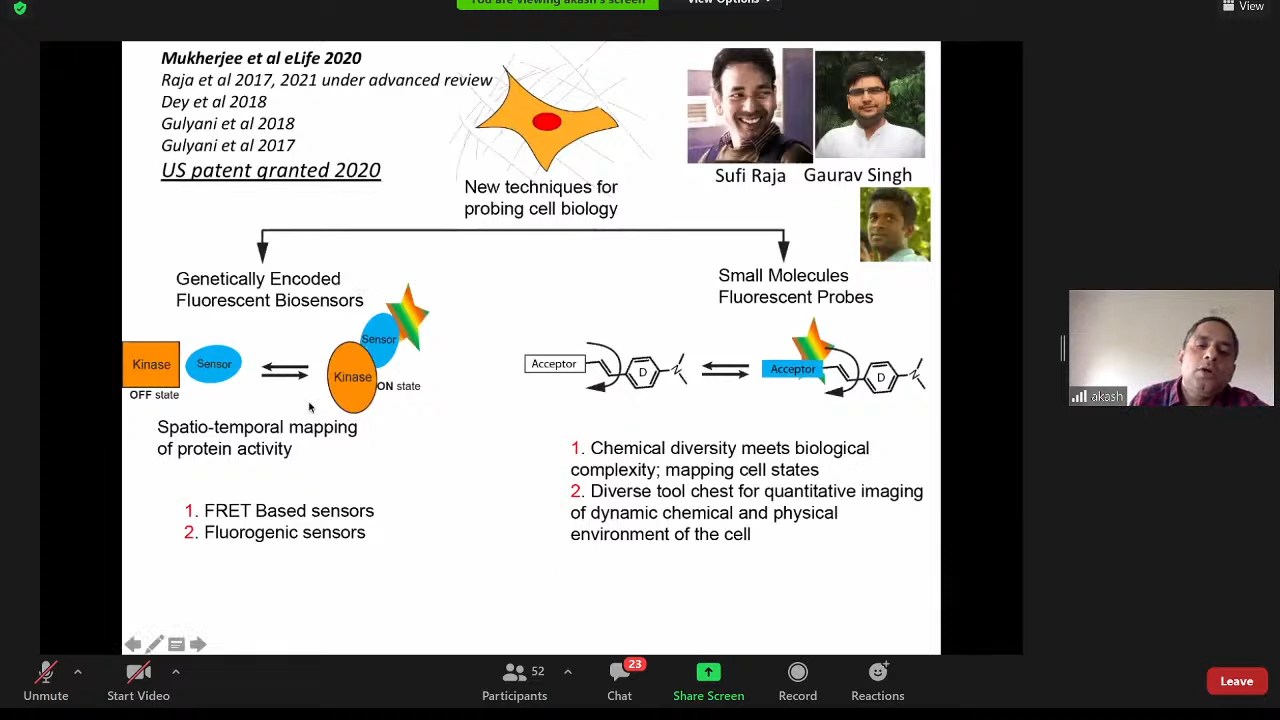 You are viewing akash's screen
View Options
View
Mukherjee et al eLife 2020
Raja et al 2017, 2021 under advanced review
Dey et al 2018
Gulyani et al 2018
Gulyani et al 2017
US patent granted 2020
New techniques for
probing cell biology
Sufi Raja
Gaurav Singh
Genetically Encoded
Fluorescent Biosensors
Small Molecules
Fluorescent Probes
Kinase
Sensor
Sensor
Kinase
OFF state
ON state
Acceptor
D
Acceptor
D
Spatio-temporal mapping
of protein activity
1. FRET Based sensors
2. Fluorogenic sensors
1. Chemical diversity meets biological
complexity; mapping cell states
2. Diverse tool chest for quantitative imaging
of dynamic chemical and physical
environment of the cell
akash
Unmute
Start Video
52
Participants
23
Chat
Share Screen
Record
Reactions
Leave